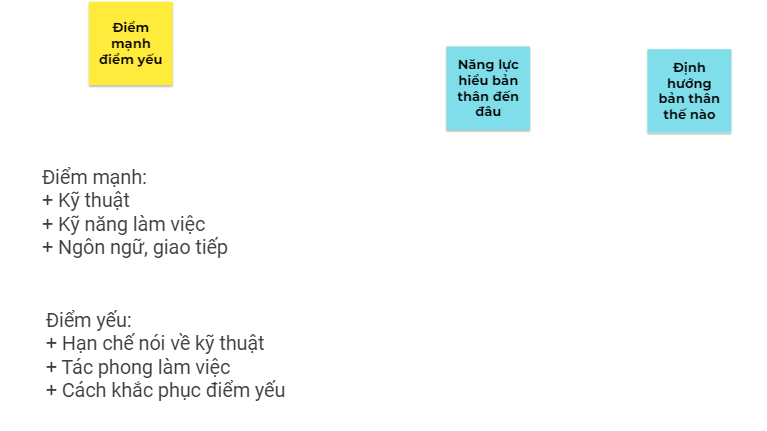 Điểm
mạnh
điểm yếu
Năng lực
hiểu bản
thân đến
đâu
Định
hướng
bản thân
thế nào
Điểm mạnh:
+ Kỹ thuật
+ Kỹ năng làm việc
+ Ngôn ngữ, giao tiếp
Điểm yếu:
+ Hạn chế nói về kỹ thuật
+ Tác phong làm việc
+ Cách khắc phục điểm yếu